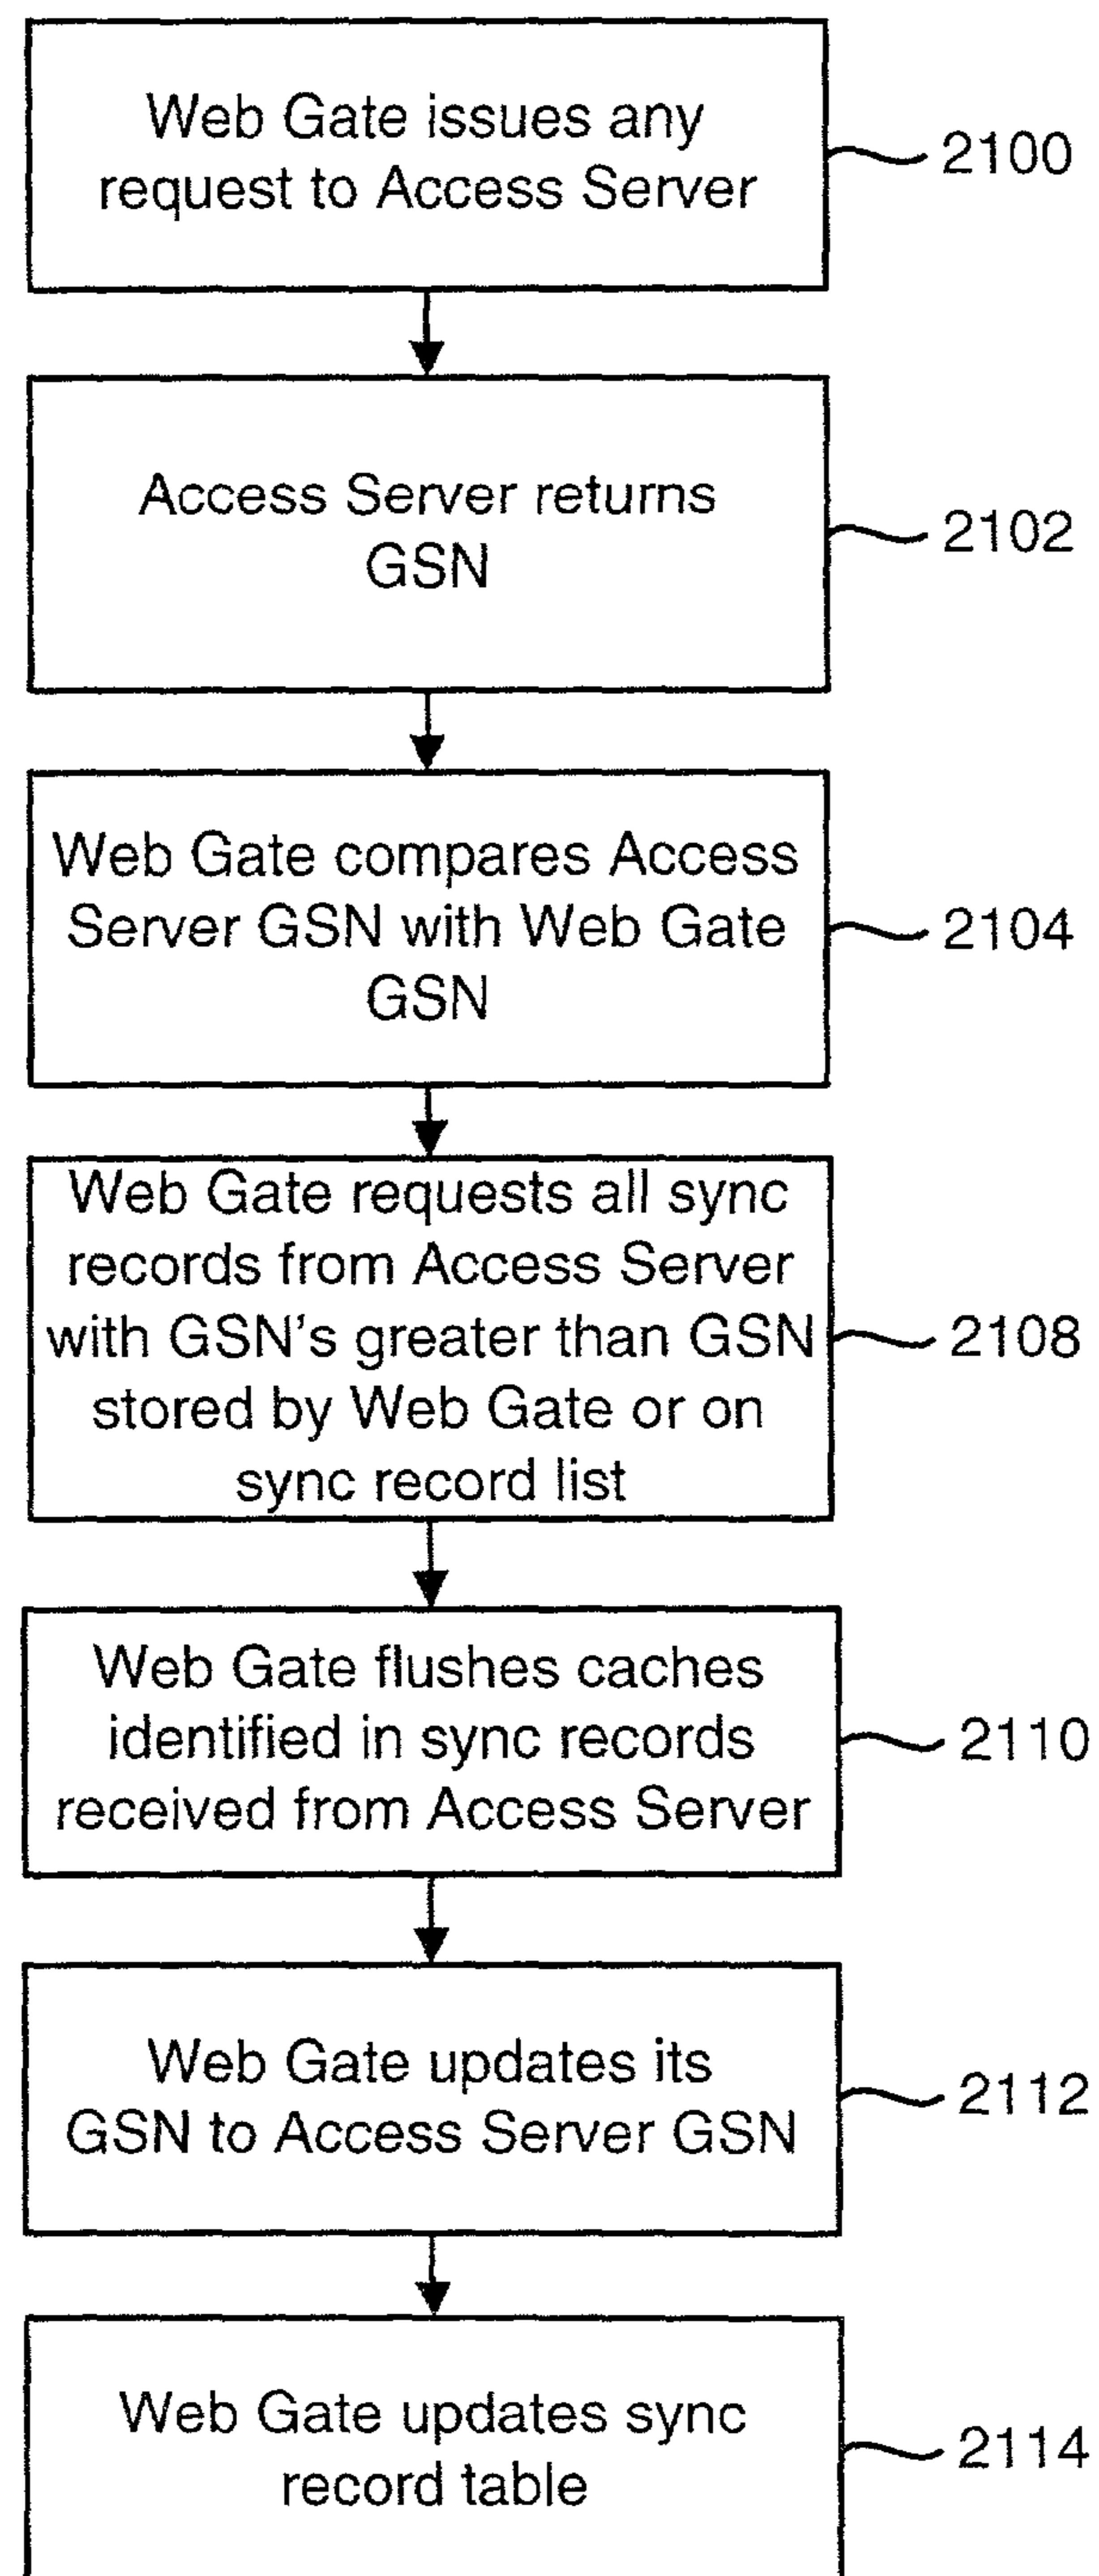 Web Gate issues any
request to Access Server
2100
Access Server returns
GSN
2102
Web Gate compares Access
Server GSN with Web Gate
GSN
2104
Web Gate requests all sync
records from Access Server
with GSN's greater than GSN
stored by Web Gate or on
sync record list
2108
Web Gate flushes caches
identified in sync records
received from Access Server
2110
Web Gate updates its
GSN to Access Server GSN
2112
Web Gate updates sync
record table
2114